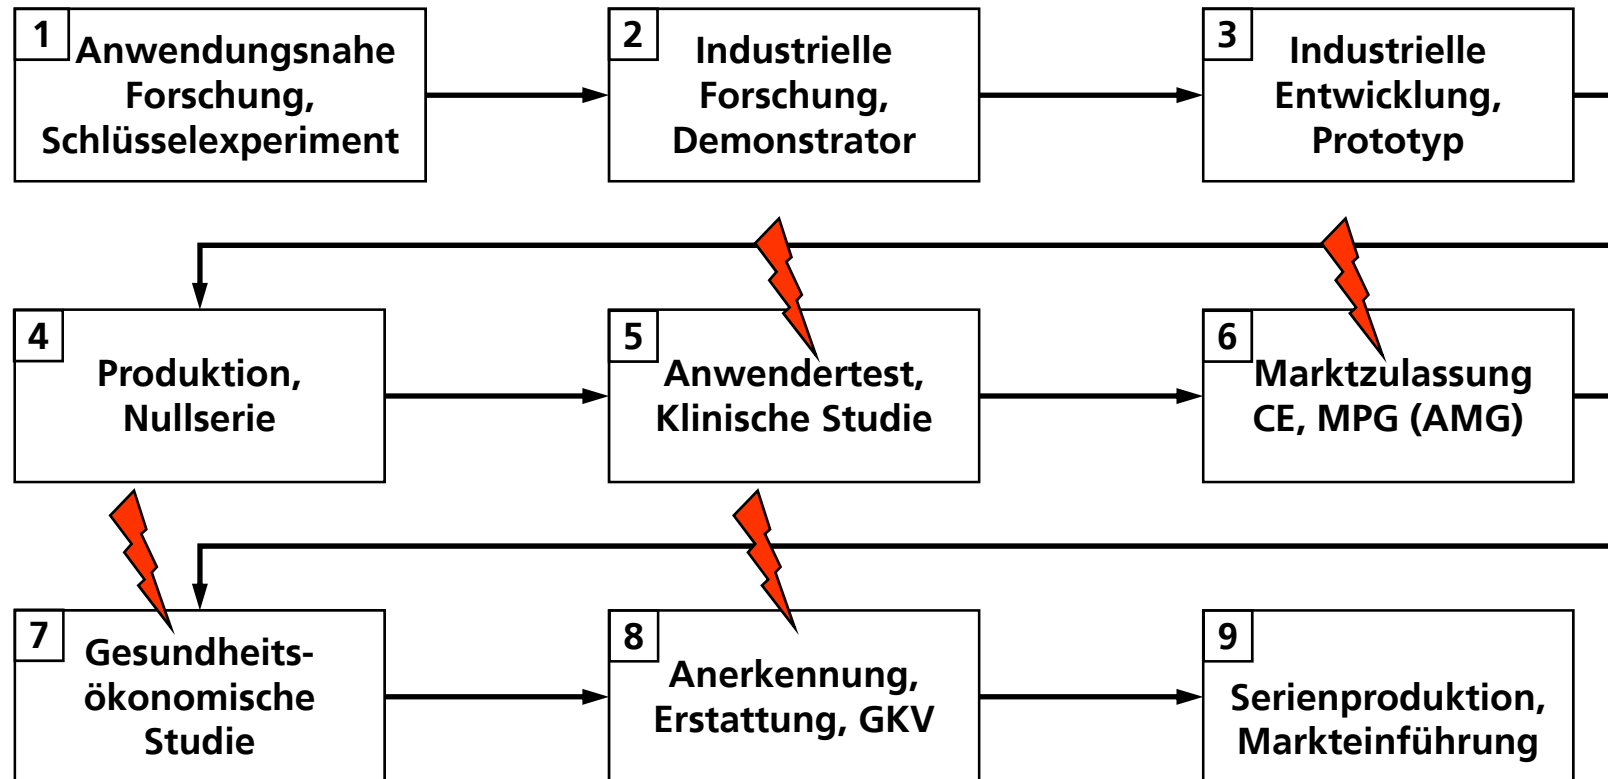 1
Anwendungsnahe
Forschung,
Schlüsselexperiment
2
Industrielle
Forschung,
Demonstrator
3
Industrielle
Entwicklung,
Prototyp
4
Produktion,
Nullserie
5
Anwendertest,
Klinische Studie
6
Marktzulassung
CE, MPG (AMG)
7
Gesundheits-
ökonomische
Studie
8
Anerkennung,
Erstattung, GKV
9
Serienproduktion,
Markteinführung